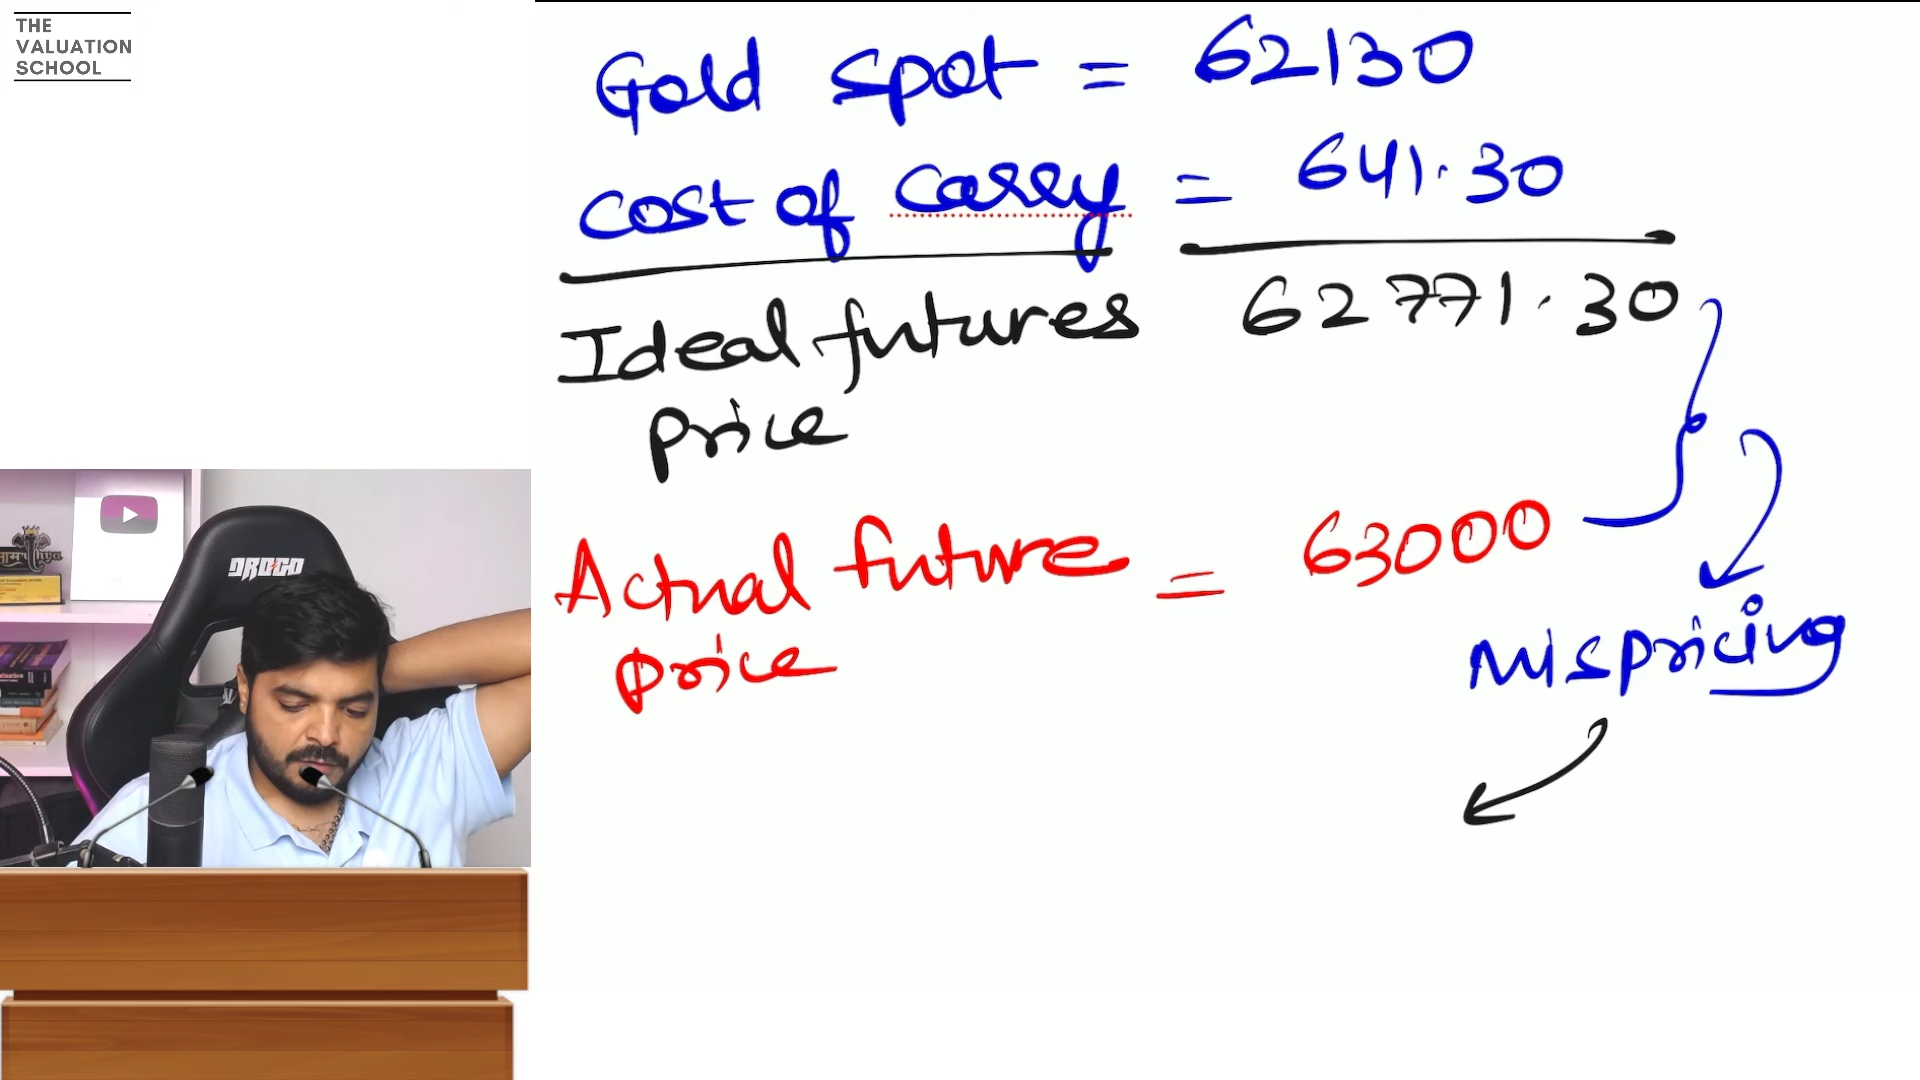 THE
VALUATION
SCHOOL
Gold spot = 62130
cost of carry = 641.30
Ideal futures 62771.30
price
Actual future = 63000
price
Mispricing
DROGO